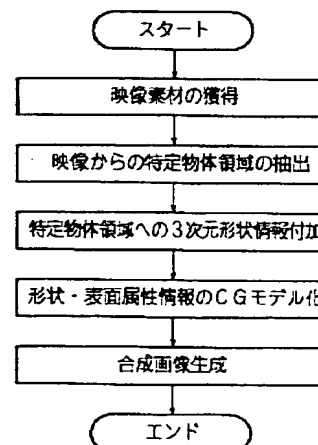 スタート
映像素材の獲得
映像からの特定物体領域の抽出
特定物体領域への3次元形状情報付加
形状・表面属性情報のCGモデル化
合成画像生成
エンド